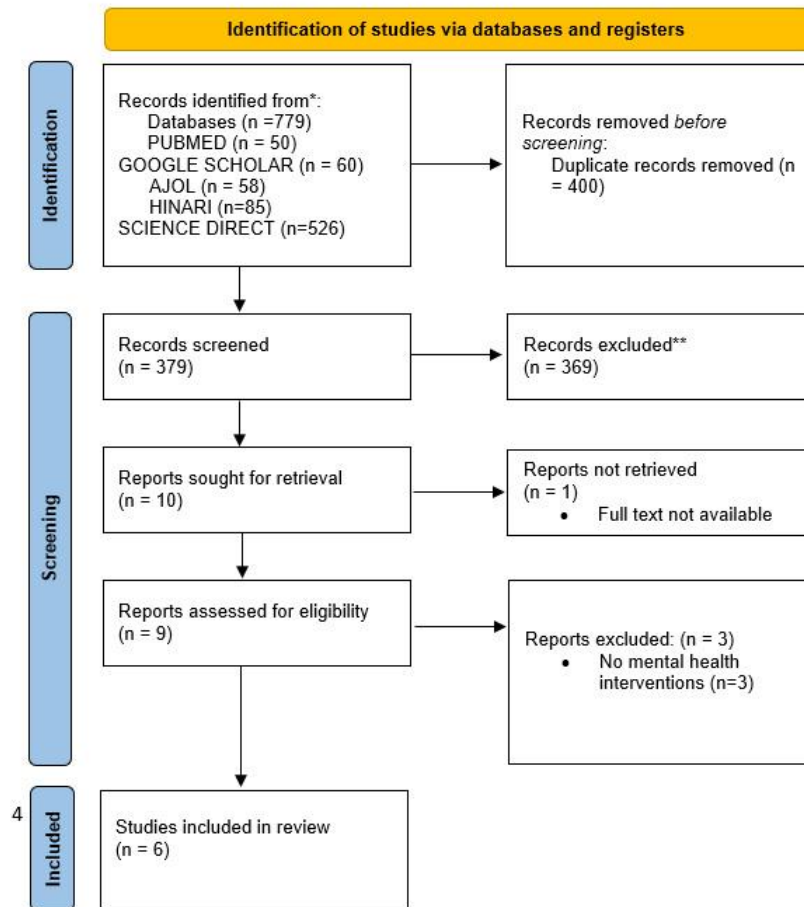 Identification of studies via databases and registers
Identification
Records identified from*:
Databases (n =779)
PUBMED (n = 50)
GOOGLE SCHOLAR (n = 60)
AJOL (n = 58)
HINARI (n=85)
SCIENCE DIRECT (n=526)
Records removed before
screening:
Duplicate records removed (n
= 400)
Screening
Records screened
(n = 379)
Records excluded**
(n = 369)
Reports sought for retrieval
(n = 10)
Reports not retrieved
(n = 1)
• Full text not available
Reports assessed for eligibility
(n = 9)
Reports excluded: (n = 3)
• No mental health
interventions (n=3)
4
Included
Studies included in review
(n = 6)